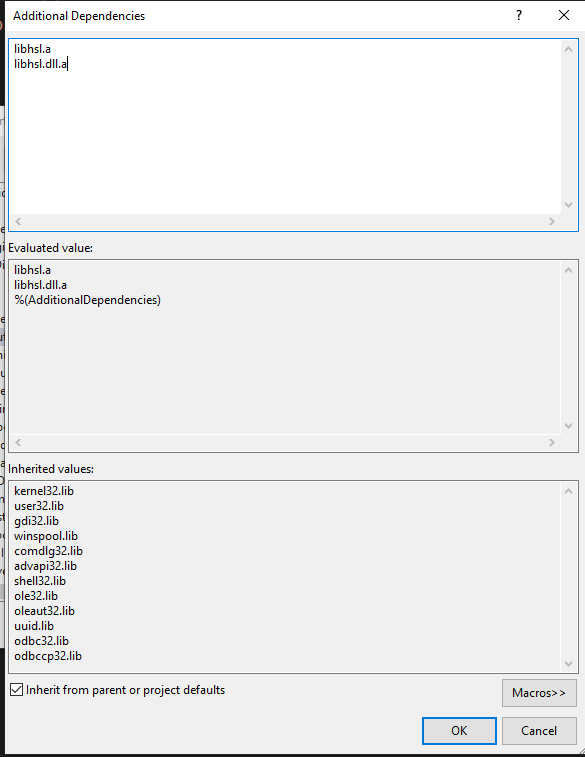 Additional Dependencies
?
libhsl.a
libhsl.dll.a
Evaluated value:
libhsl.a
libhsl.dll.a
%(AdditionalDependencies)
Inherited values:
kernel32.lib
user32.lib
gdi32.lib
winspool.lib
comdlg32.lib
advapi32.lib
shell32.lib
ole32.lib
oleaut32.lib
uuid.lib
odbc32.lib
odbccp32.lib
Inherit from parent or project defaults
Macros>>
OK
Cancel